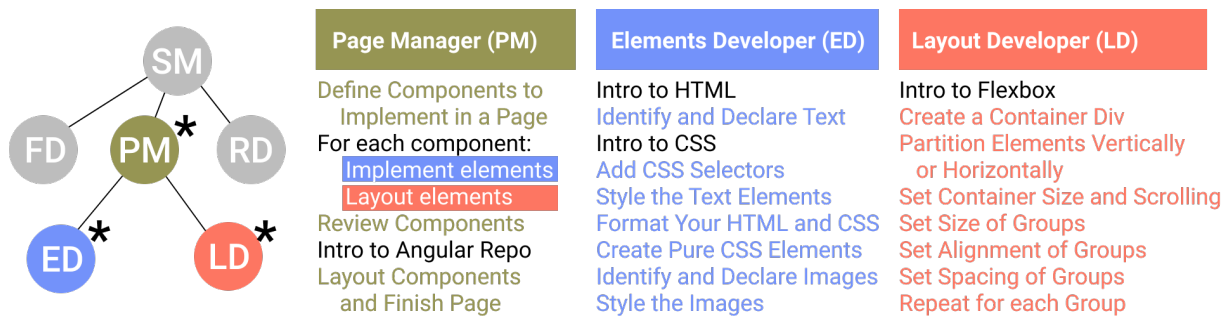 SM
FD
PM*
RD
ED*
LD*
Page Manager (PM)
Define Components to
Implement in a Page
For each component:
Implement elements
Layout elements
Review Components
Intro to Angular Repo
Layout Components
and Finish Page
Elements Developer (ED)
Intro to HTML
Identify and Declare Text
Intro to CSS
Add CSS Selectors
Style the Text Elements
Format Your HTML and CSS
Create Pure CSS Elements
Identify and Declare Images
Style the Images
Layout Developer (LD)
Intro to Flexbox
Create a Container Div
Partition Elements Vertically
or Horizontally
Set Container Size and Scrolling
Set Size of Groups
Set Alignment of Groups
Set Spacing of Groups
Repeat for each Group